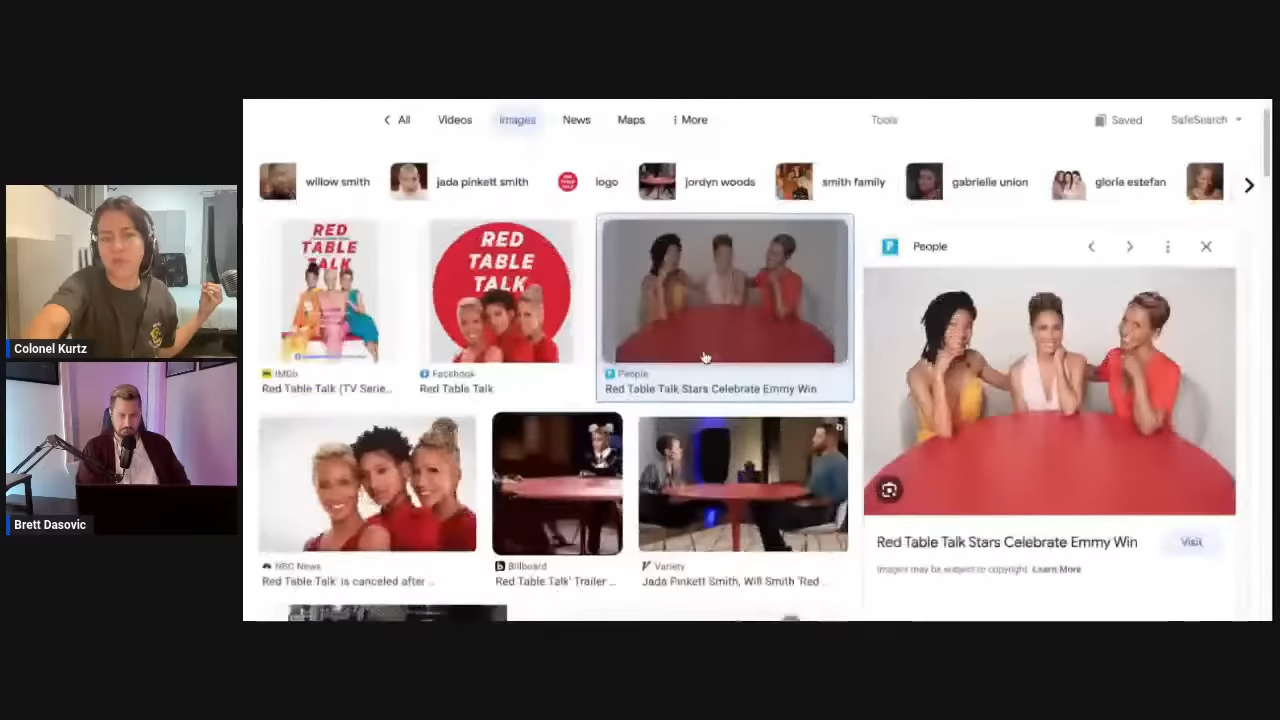 All
Videos
Images
News
Maps
More
Tools
Saved
SafeSearch
willow smith
jada pinkett smith
logo
jordyn woods
smith family
gabrielle union
gloria estefan
RED
TABLE
TALK
RED
TABLE
TALK
People
IMDb
Red Table Talk (TV Serie...
Facebook
Red Table Talk
People
Red Table Talk Stars Celebrate Emmy Win
Colonel Kurtz
Brett Dasovic
NBC News
Red Table Talk' is canceled after ...
Billboard
Red Table Talk' Trailer ...
Variety
Jada Pinkett Smith, Will Smith 'Red ...
Red Table Talk Stars Celebrate Emmy Win
Visit
Images may be subject to copyright. Learn More